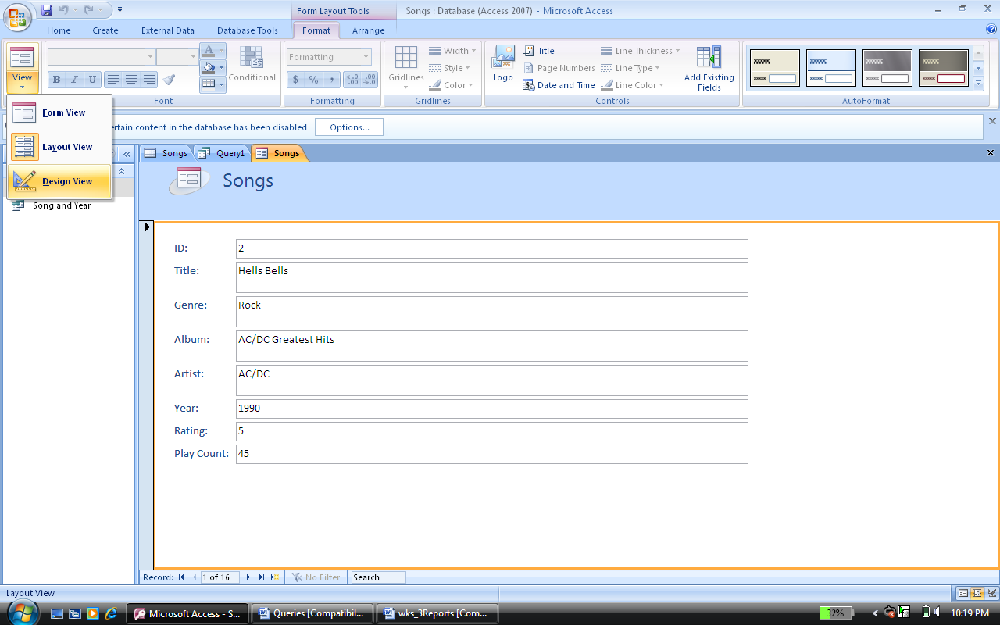 Form Layout Songs : Database (Access 2007) - Microsoft Access
Home Create External Data Database Tools Format Arrange
View
B I U
Conditional
Font
Formatting
$ % ,
Formatting
Gridlines
Width
Style
Color
Gridlines
Logo
Title
Page Numbers
Date and Time
Line Thickness
Line Type
Line Color
Add Existing
Fields
Controls
AutoFormat
Form View
Layout View
Design View
ertain content in the database has been disabled Options...
Songs Query1 Songs
Song and Year
Songs
ID: 2
Title: Hells Bells
Genre: Rock
Album: AC/DC Greatest Hits
Artist: AC/DC
Year: 1990
Rating: 5
Play Count: 45
Record: 1 of 16 No Filter Search
Layout View
Microsoft Access - S... Queries [Compatibil... wks_3Reports [Com... 32% 10:19 PM